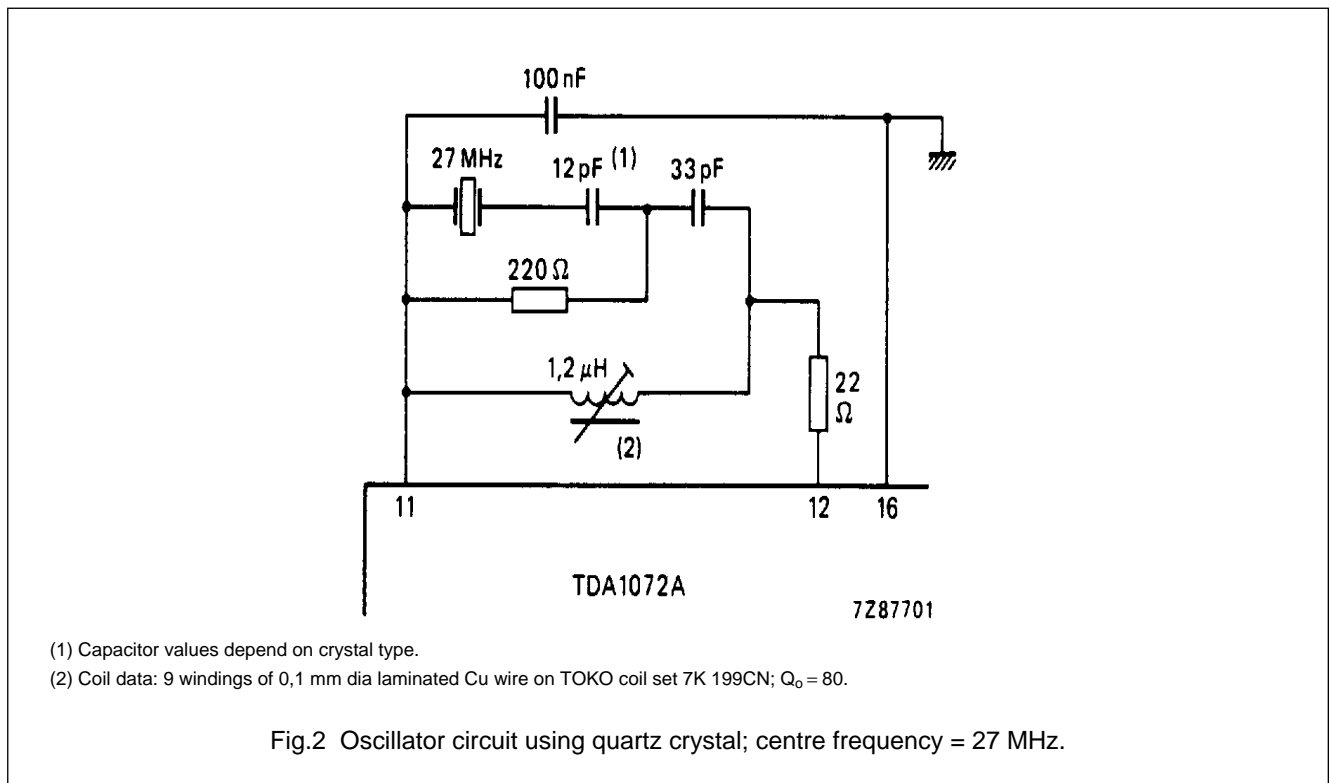 100 nF
27 MHz
12 pF (1)
33 pF
220 Ω
1,2 µH
(2)
22
Ω
11
12
16
TDA1072A
7Z87701
(1) Capacitor values depend on crystal type.
(2) Coil data: 9 windings of 0,1 mm dia laminated Cu wire on TOKO coil set 7K 199CN; Qo = 80.
Fig.2 Oscillator circuit using quartz crystal; centre frequency = 27 MHz.